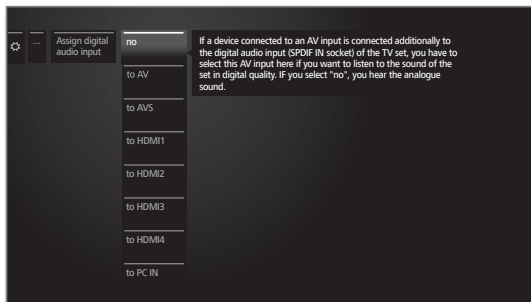 ...
Assign digital
audio input
no
If a device connected to an AV input is connected additionally to
the digital audio input (SPDIF IN socket) of the TV set, you have to
select this AV input here if you want to listen to the sound of the
set in digital quality. IF you select "no", you hear the analogue
sound.
to AV
to AVS
to HDMI1
to HDMI2
to HDMI3
to HDMI4
to PC IN